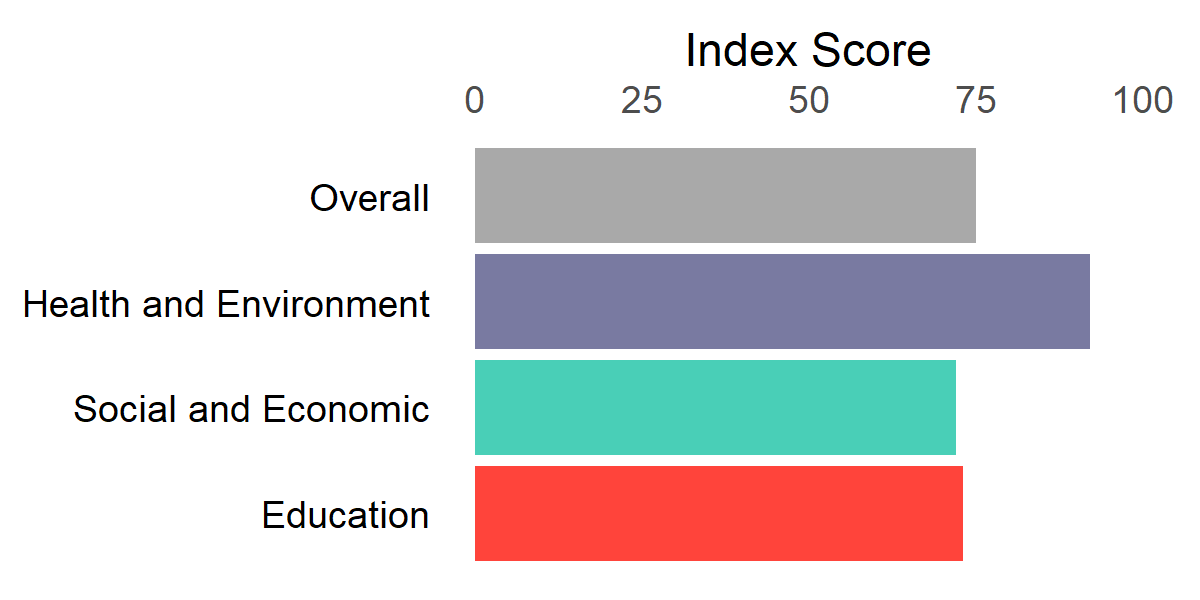 Index Score
0 25 50 75 100
Overall
Health and Environment
Social and Economic
Education